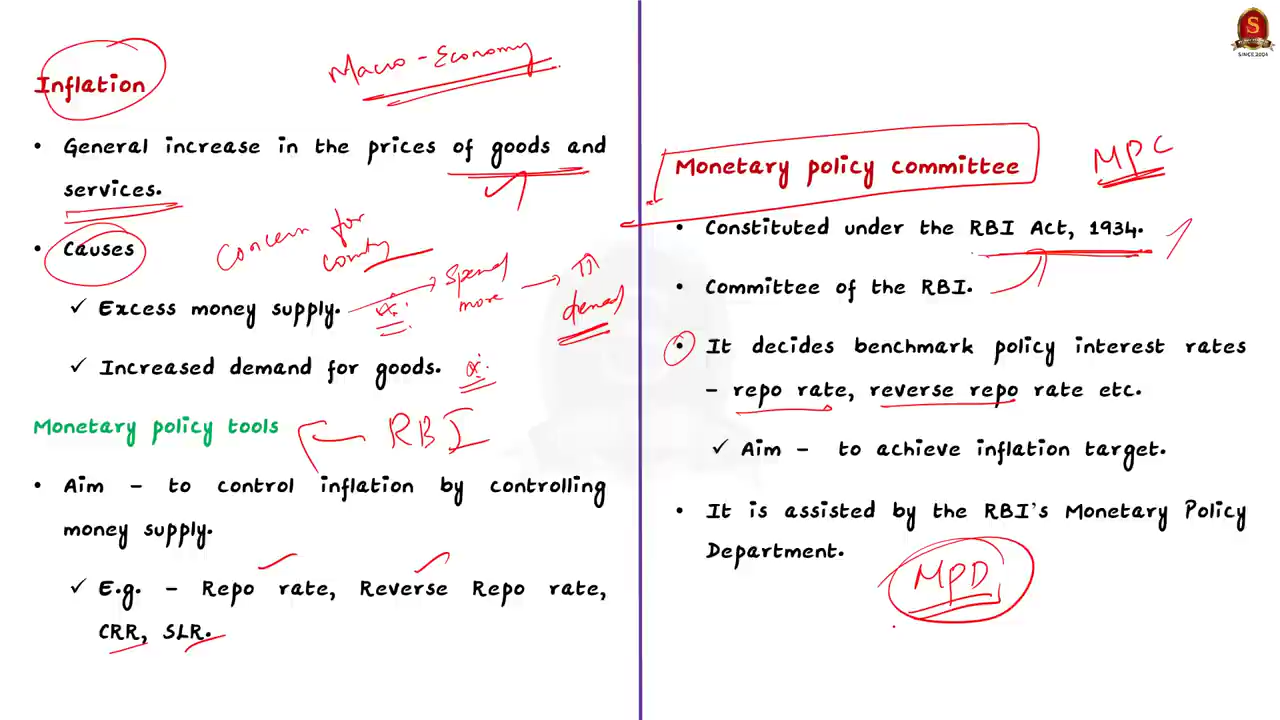 Inflation
Macro-Economy
• General increase in the prices of goods and
services.
• Causes
Concern for
country
✓ Excess money supply.
Ex:
Spend
more
demand
✓ Increased demand for goods.
Ex:
Monetary policy tools
RBI
• Aim – to control inflation by controlling
money supply.
✓ E.g. – Repo rate, Reverse Repo rate,
CRR, SLR.
S
SINCE 2004
Monetary policy committee
MPC
• Constituted under the RBI Act, 1934.
• Committee of the RBI.
• It decides benchmark policy interest rates
– repo rate, reverse repo rate etc.
✓ Aim – to achieve inflation target.
• It is assisted by the RBI's Monetary Policy
Department.
MPD